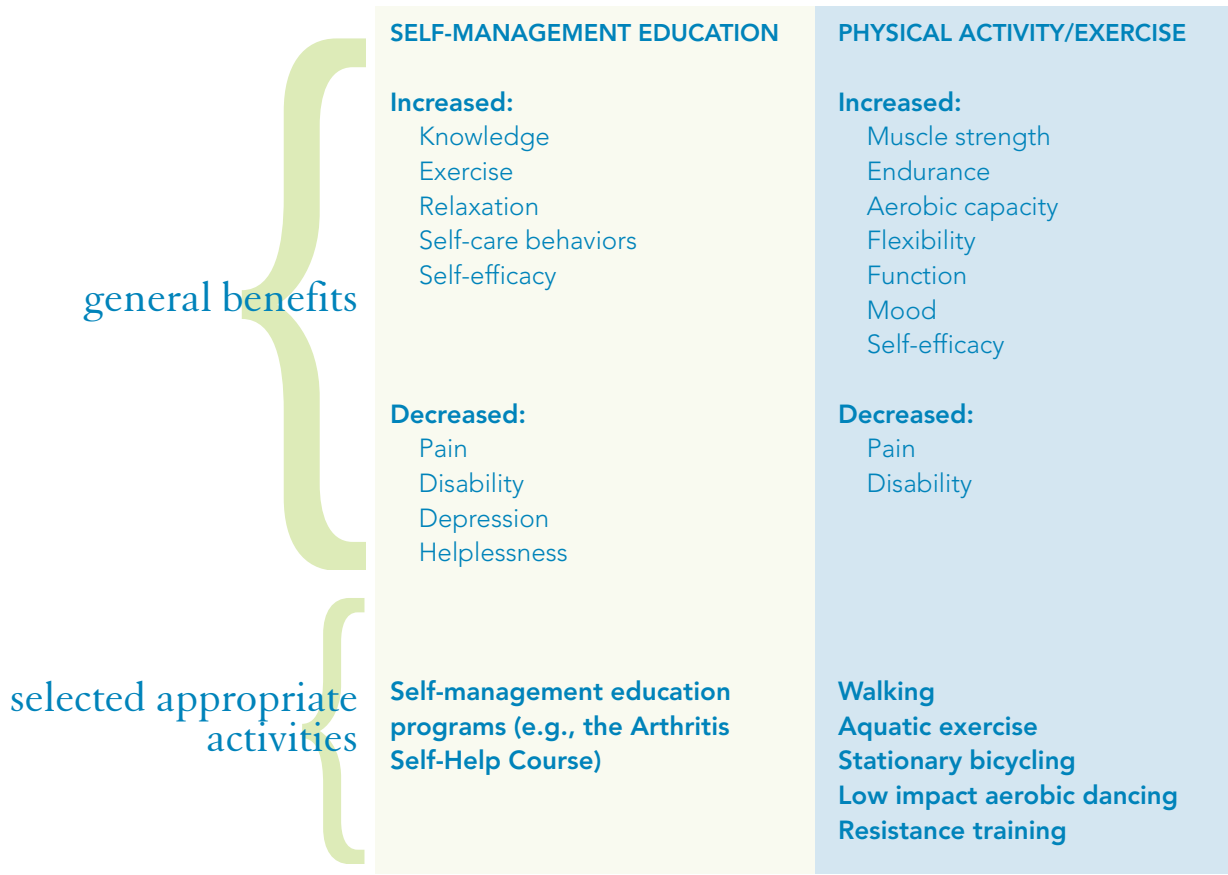 general benefits
SELF-MANAGEMENT EDUCATION
Increased:
Knowledge
Exercise
Relaxation
Self-care behaviors
Self-efficacy
Decreased:
Pain
Disability
Depression
Helplessness
PHYSICAL ACTIVITY/EXERCISE
Increased:
Muscle strength
Endurance
Aerobic capacity
Flexibility
Function
Mood
Self-efficacy
Decreased:
Pain
Disability
selected appropriate
activities
Self-management education
programs (e.g., the Arthritis
Self-Help Course)
Walking
Aquatic exercise
Stationary bicycling
Low impact aerobic dancing
Resistance training